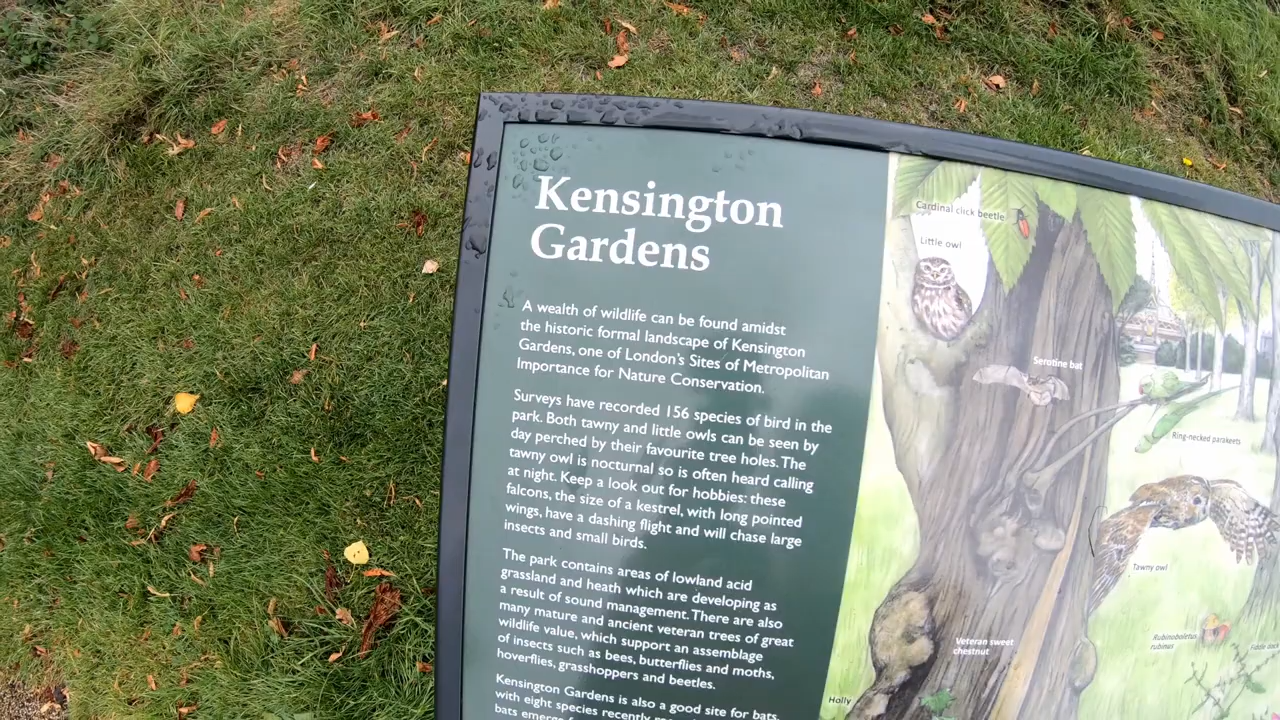 Kensington
Gardens
A wealth of wildlife can be found amidst
the historic formal landscape of Kensington
Gardens, one of London's Sites of Metropolitan
Importance for Nature Conservation.
Surveys have recorded 156 species of bird in the
park. Both tawny and little owls can be seen by
day perched by their favourite tree holes. The
tawny owl is nocturnal so is often heard calling
at night. Keep a look out for hobbies: these
falcons, the size of a kestrel, with long pointed
wings, have a dashing flight and will chase large
insects and small birds.
The park contains areas of lowland acid
grassland and heath which are developing as
a result of sound management. There are also
many mature and ancient veteran trees of great
wildlife value, which support an assemblage
of insects such as bees, butterflies and moths,
hoverflies, grasshoppers and beetles.
Kensington Gardens is also a good site for bats,
with eight species recently
bats emerge
Cardinal click beetle
Little owl
Serotine bat
Ring-necked parakeets
Tawny owl
Rubinoboletus
rubinus
Fiddle dock
Veteran sweet
chestnut
Holly